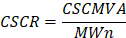 CSCR = CSCMVA / MWn